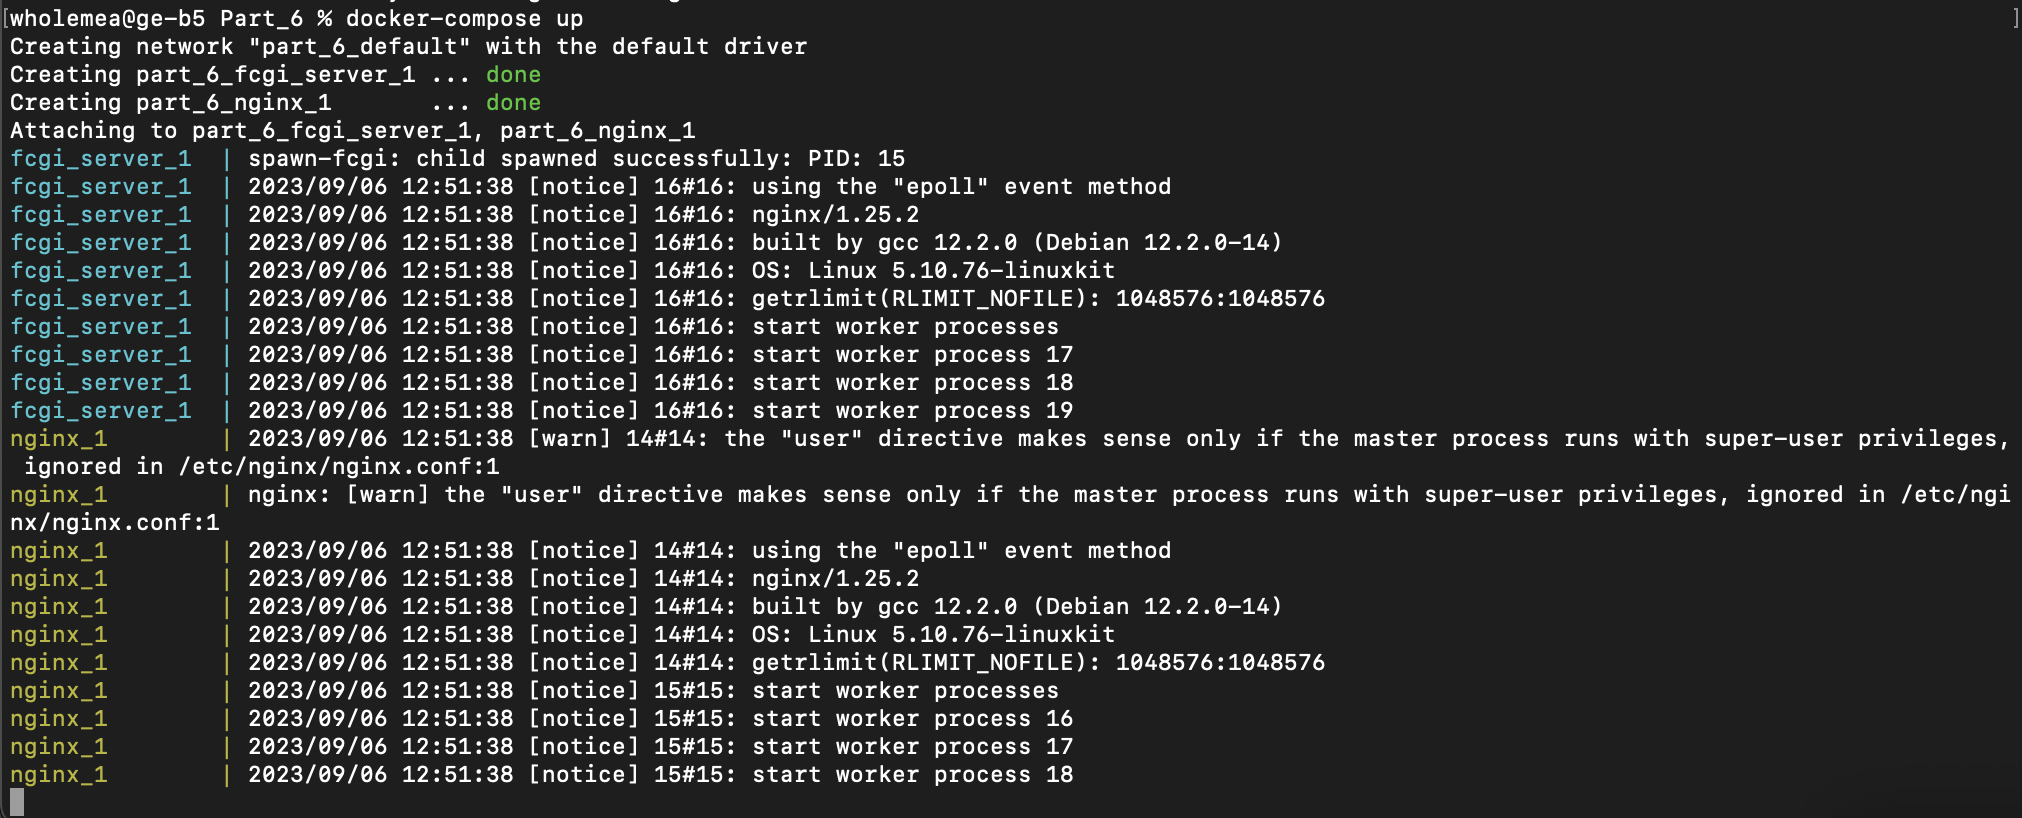 [wholemea@ge-b5 Part_6 % docker-compose up ]
Creating network "part_6_default" with the default driver
Creating part_6_fcgi_server_1 ... done
Creating part_6_nginx_1       ... done
Attaching to part_6_fcgi_server_1, part_6_nginx_1
fcgi_server_1  | spawn-fcgi: child spawned successfully: PID: 15
fcgi_server_1  | 2023/09/06 12:51:38 [notice] 16#16: using the "epoll" event method
fcgi_server_1  | 2023/09/06 12:51:38 [notice] 16#16: nginx/1.25.2
fcgi_server_1  | 2023/09/06 12:51:38 [notice] 16#16: built by gcc 12.2.0 (Debian 12.2.0-14)
fcgi_server_1  | 2023/09/06 12:51:38 [notice] 16#16: OS: Linux 5.10.76-linuxkit
fcgi_server_1  | 2023/09/06 12:51:38 [notice] 16#16: getrlimit(RLIMIT_NOFILE): 1048576:1048576
fcgi_server_1  | 2023/09/06 12:51:38 [notice] 16#16: start worker processes
fcgi_server_1  | 2023/09/06 12:51:38 [notice] 16#16: start worker process 17
fcgi_server_1  | 2023/09/06 12:51:38 [notice] 16#16: start worker process 18
fcgi_server_1  | 2023/09/06 12:51:38 [notice] 16#16: start worker process 19
nginx_1        | 2023/09/06 12:51:38 [warn] 14#14: the "user" directive makes sense only if the master process runs with super-user privileges,
 ignored in /etc/nginx/nginx.conf:1
nginx_1        | nginx: [warn] the "user" directive makes sense only if the master process runs with super-user privileges, ignored in /etc/ngi
nx/nginx.conf:1
nginx_1        | 2023/09/06 12:51:38 [notice] 14#14: using the "epoll" event method
nginx_1        | 2023/09/06 12:51:38 [notice] 14#14: nginx/1.25.2
nginx_1        | 2023/09/06 12:51:38 [notice] 14#14: built by gcc 12.2.0 (Debian 12.2.0-14)
nginx_1        | 2023/09/06 12:51:38 [notice] 14#14: OS: Linux 5.10.76-linuxkit
nginx_1        | 2023/09/06 12:51:38 [notice] 14#14: getrlimit(RLIMIT_NOFILE): 1048576:1048576
nginx_1        | 2023/09/06 12:51:38 [notice] 15#15: start worker processes
nginx_1        | 2023/09/06 12:51:38 [notice] 15#15: start worker process 16
nginx_1        | 2023/09/06 12:51:38 [notice] 15#15: start worker process 17
nginx_1        | 2023/09/06 12:51:38 [notice] 15#15: start worker process 18